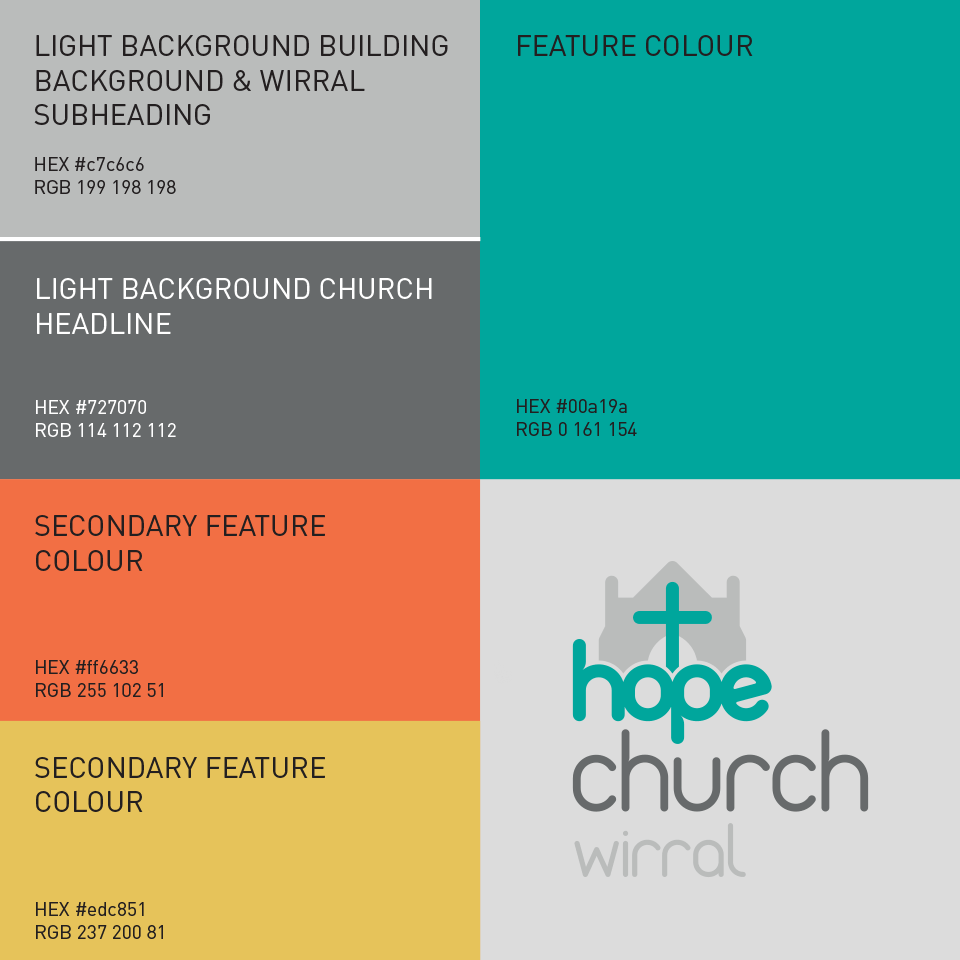 LIGHT BACKGROUND BUILDING
BACKGROUND & WIRRAL
SUBHEADING
HEX #c7c6c6
RGB 199 198 198
FEATURE COLOUR
HEX #00a19a
RGB 0 161 154
LIGHT BACKGROUND CHURCH
HEADLINE
HEX #727070
RGB 114 112 112
SECONDARY FEATURE
COLOUR
HEX #ff6633
RGB 255 102 51
SECONDARY FEATURE
COLOUR
HEX #edc851
RGB 237 200 81
hope
church
wirral